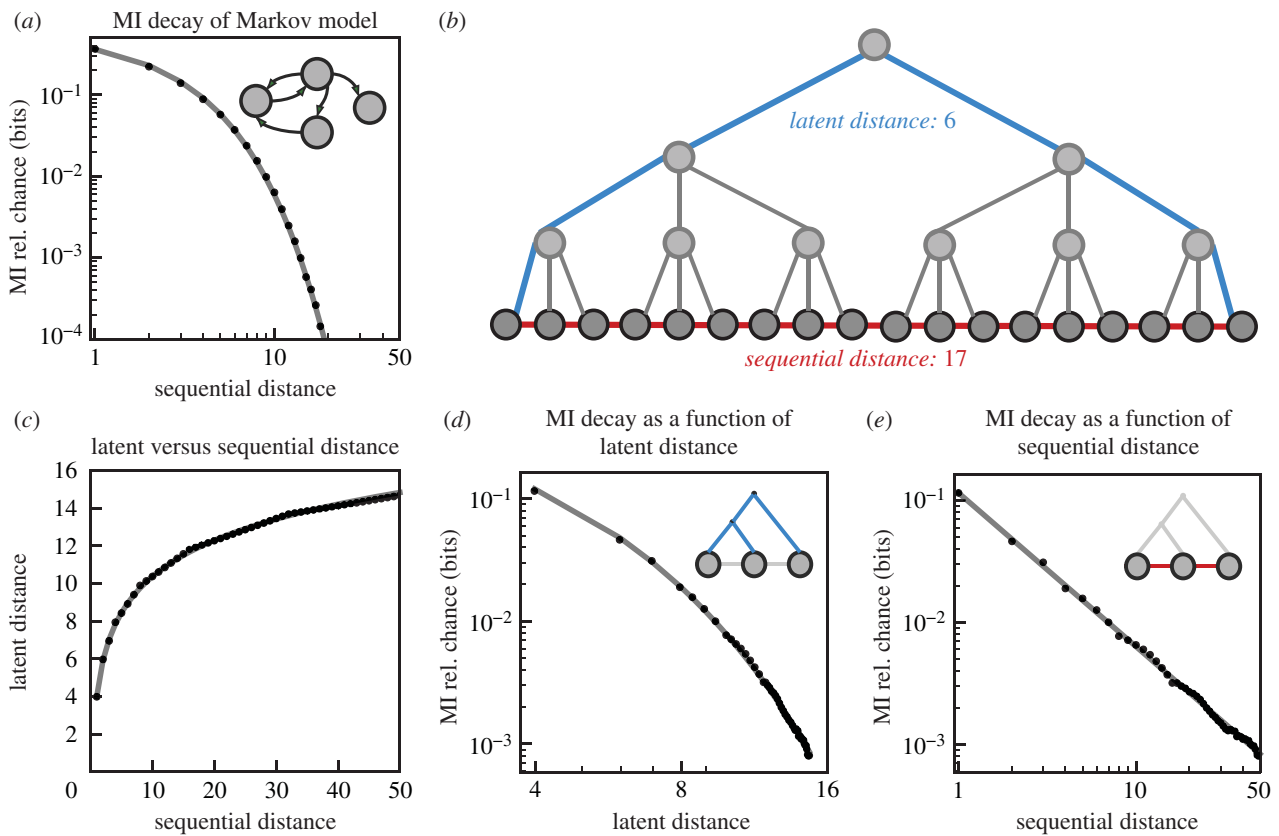 (a) MI decay of Markov model
MI rel. chance (bits)
10⁻¹
10⁻²
10⁻³
10⁻⁴
1 10 50
sequential distance
(b)
latent distance: 6
sequential distance: 17
(c)
latent versus sequential distance
latent distance
16
14
12
10
8
6
4
2
0 10 20 30 40 50
sequential distance
(d) MI decay as a function of
latent distance
MI rel. chance (bits)
10⁻¹
10⁻²
10⁻³
4 8 16
latent distance
(e) MI decay as a function of
sequential distance
MI rel. chance (bits)
10⁻¹
10⁻²
10⁻³
1 10 50
sequential distance